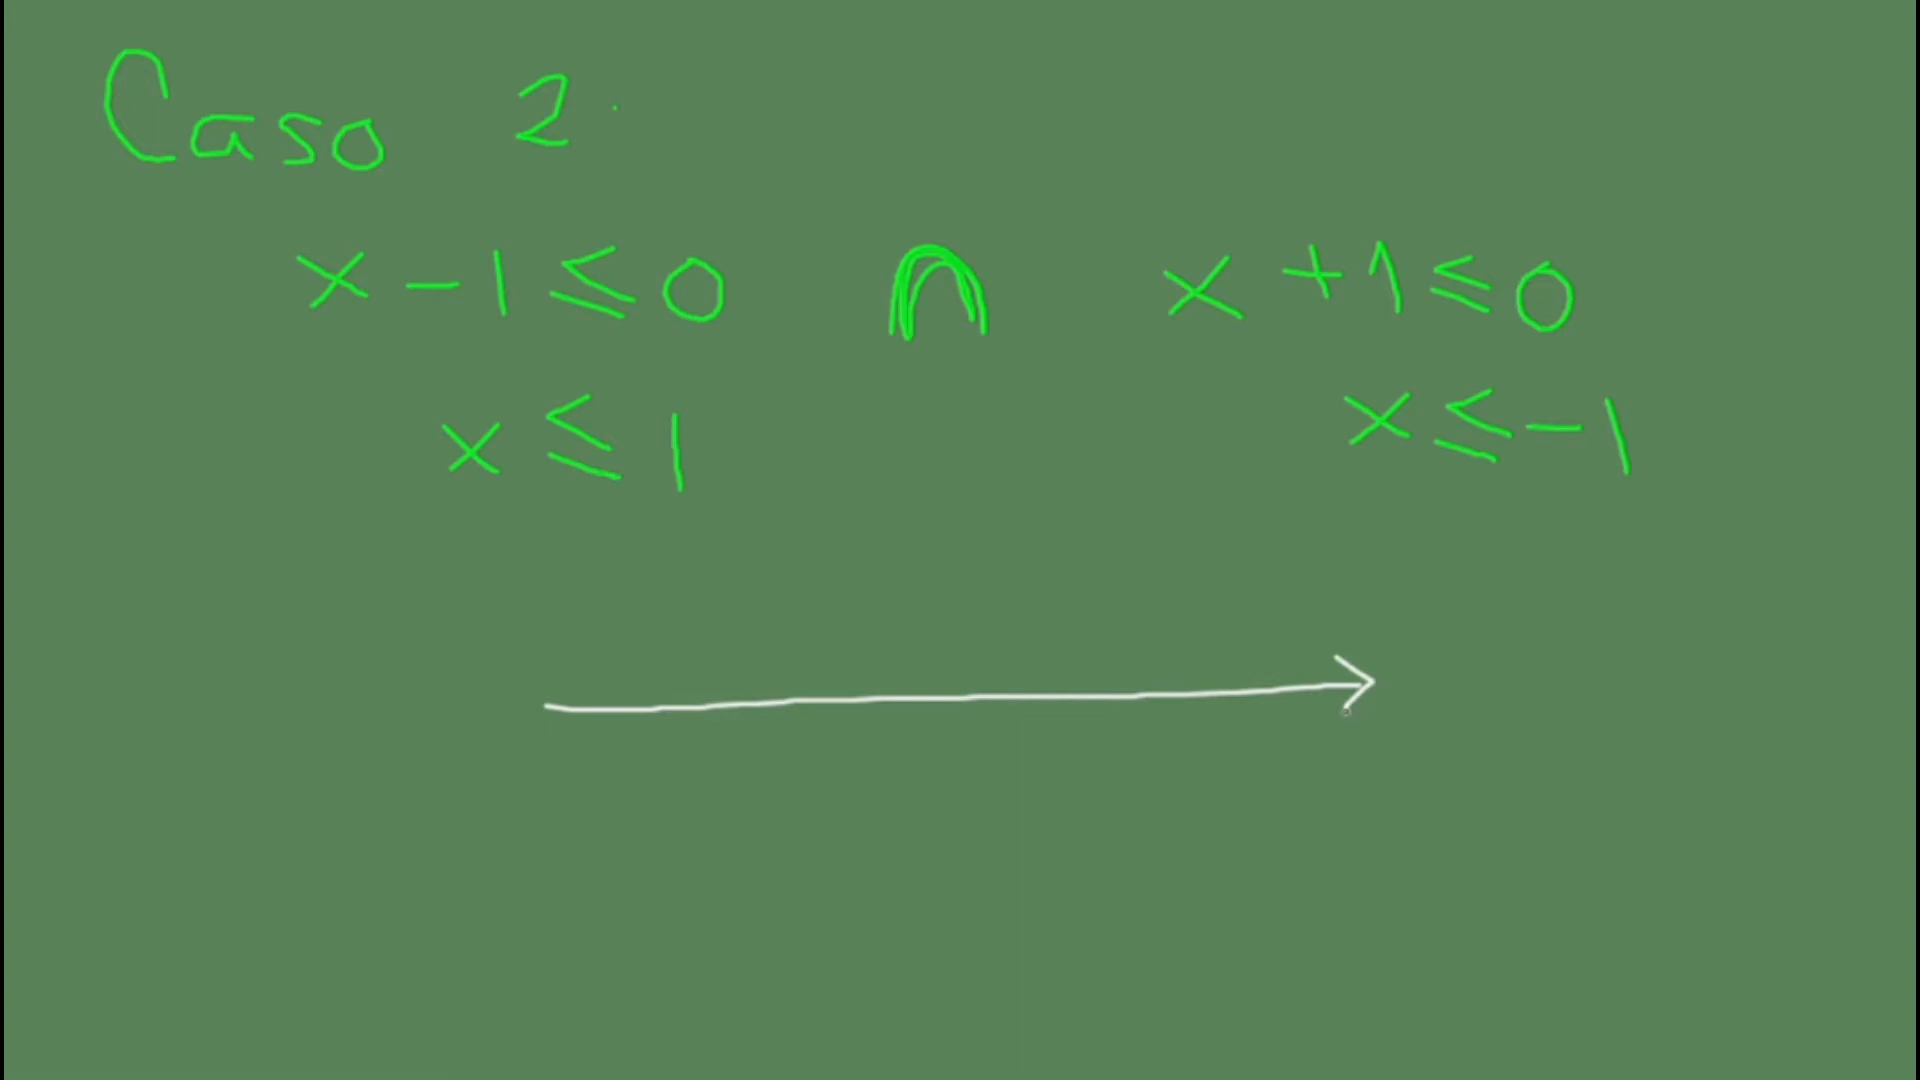 Caso 2
x - 1 ≤ 0 ∩ x + 1 ≤ 0
x ≤ 1 x ≤ -1